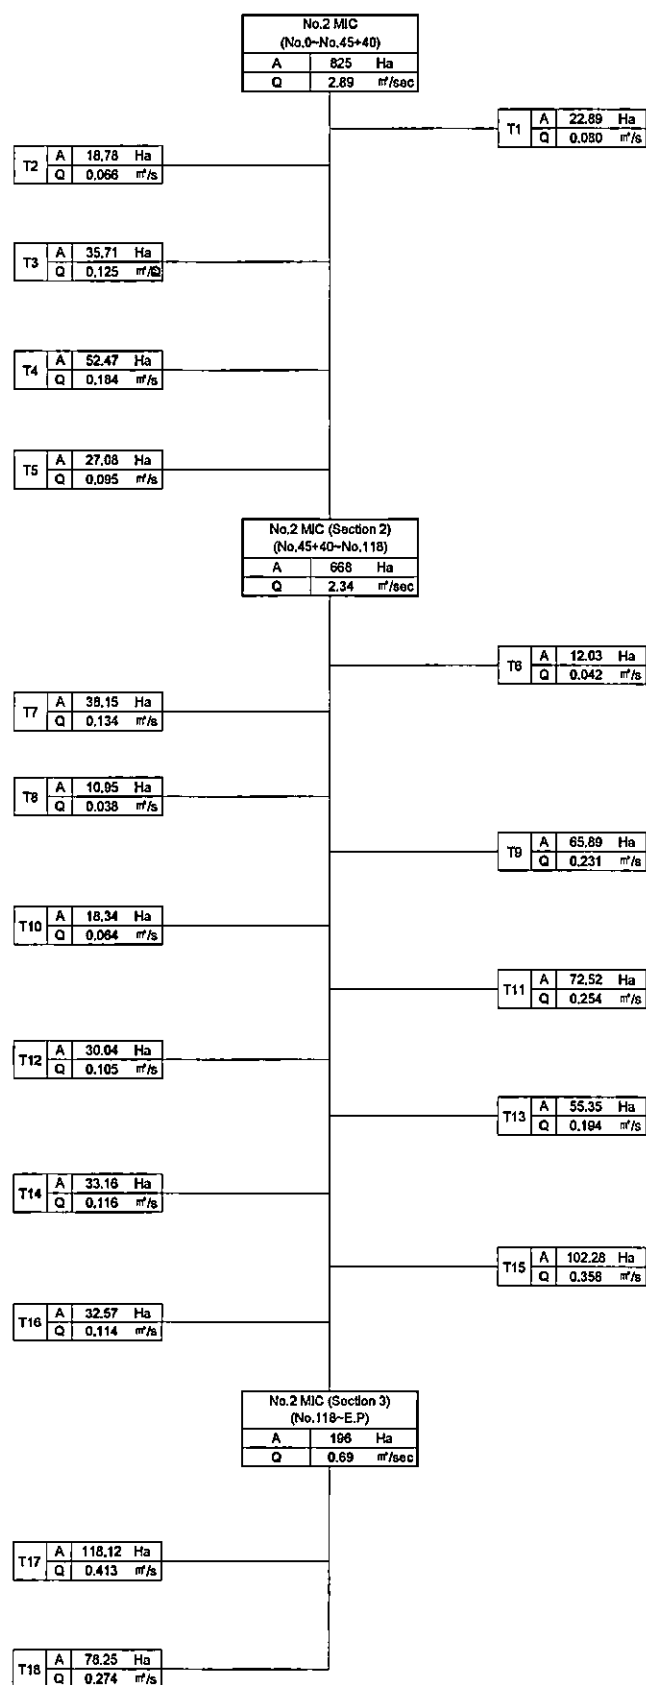 No.2 MIC
(No.0~No.45+40)
A 825 Ha
Q 2.89 ㎥/sec
T1 A 22.89 Ha
Q 0.080 ㎥/s
T2 A 18.78 Ha
Q 0.066 ㎥/s
T3 A 35.71 Ha
Q 0.125 ㎥/Q
T4 A 52.47 Ha
Q 0.184 ㎥/s
T5 A 27.08 Ha
Q 0.095 ㎥/s
No.2 MIC (Section 2)
(No.45+40~No.118)
A 668 Ha
Q 2.34 ㎥/sec
T6 A 12.03 Ha
Q 0.042 ㎥/s
T7 A 38.15 Ha
Q 0.134 ㎥/s
T8 A 10.95 Ha
Q 0.038 ㎥/s
T9 A 65.89 Ha
Q 0.231 ㎥/s
T10 A 18.34 Ha
Q 0.064 ㎥/s
T11 A 72.52 Ha
Q 0.254 ㎥/s
T12 A 30.04 Ha
Q 0.105 ㎥/s
T13 A 55.35 Ha
Q 0.194 ㎥/s
T14 A 33.16 Ha
Q 0.116 ㎥/s
T15 A 102.28 Ha
Q 0.358 ㎥/s
T16 A 32.57 Ha
Q 0.114 ㎥/s
No.2 MIC (Section 3)
(No.118~E.P)
A 196 Ha
Q 0.69 ㎥/sec
T17 A 118.12 Ha
Q 0.413 ㎥/s
T18 A 78.25 Ha
Q 0.274 ㎥/s